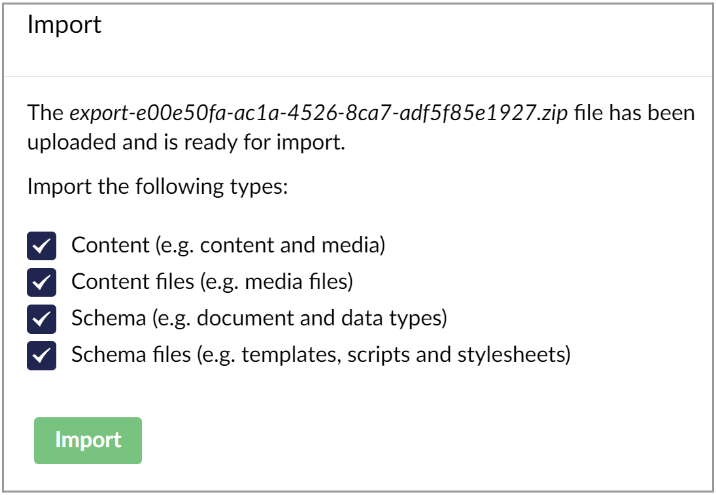 Import
The export-e00e50fa-ac1a-4526-8ca7-adf5f85e1927.zip file has been
uploaded and is ready for import.
Import the following types:
Content (e.g. content and media)
Content files (e.g. media files)
Schema (e.g. document and data types)
Schema files (e.g. templates, scripts and stylesheets)
Import